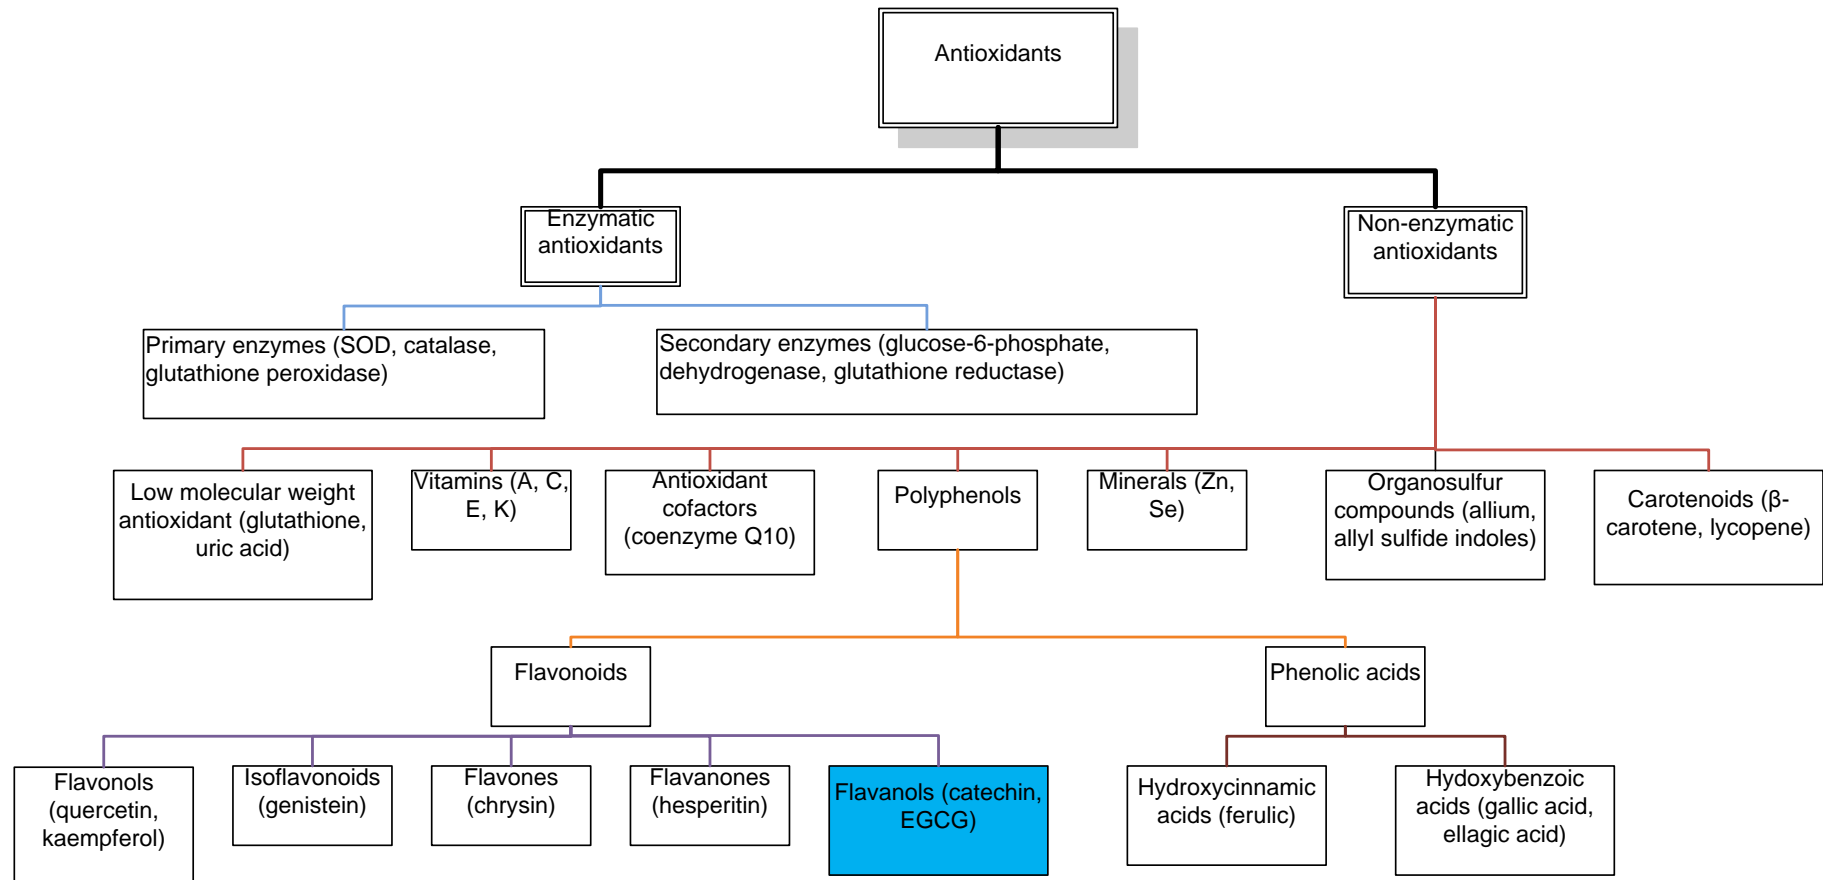 Antioxidants
Enzymatic
antioxidants
Non-enzymatic
antioxidants
Primary enzymes (SOD, catalase,
glutathione peroxidase)
Secondary enzymes (glucose-6-phosphate,
dehydrogenase, glutathione reductase)
Low molecular weight
antioxidant (glutathione,
uric acid)
Vitamins (A, C,
E, K)
Antioxidant
cofactors
(coenzyme Q10)
Polyphenols
Minerals (Zn,
Se)
Organosulfur
compounds (allium,
allyl sulfide indoles)
Carotenoids (β-
carotene, lycopene)
Flavonoids
Phenolic acids
Flavonols
(quercetin,
kaempferol)
Isoflavonoids
(genistein)
Flavones
(chrysin)
Flavanones
(hesperitin)
Flavanols (catechin,
EGCG)
Hydroxycinnamic
acids (ferulic)
Hydoxybenzoic
acids (gallic acid,
ellagic acid)